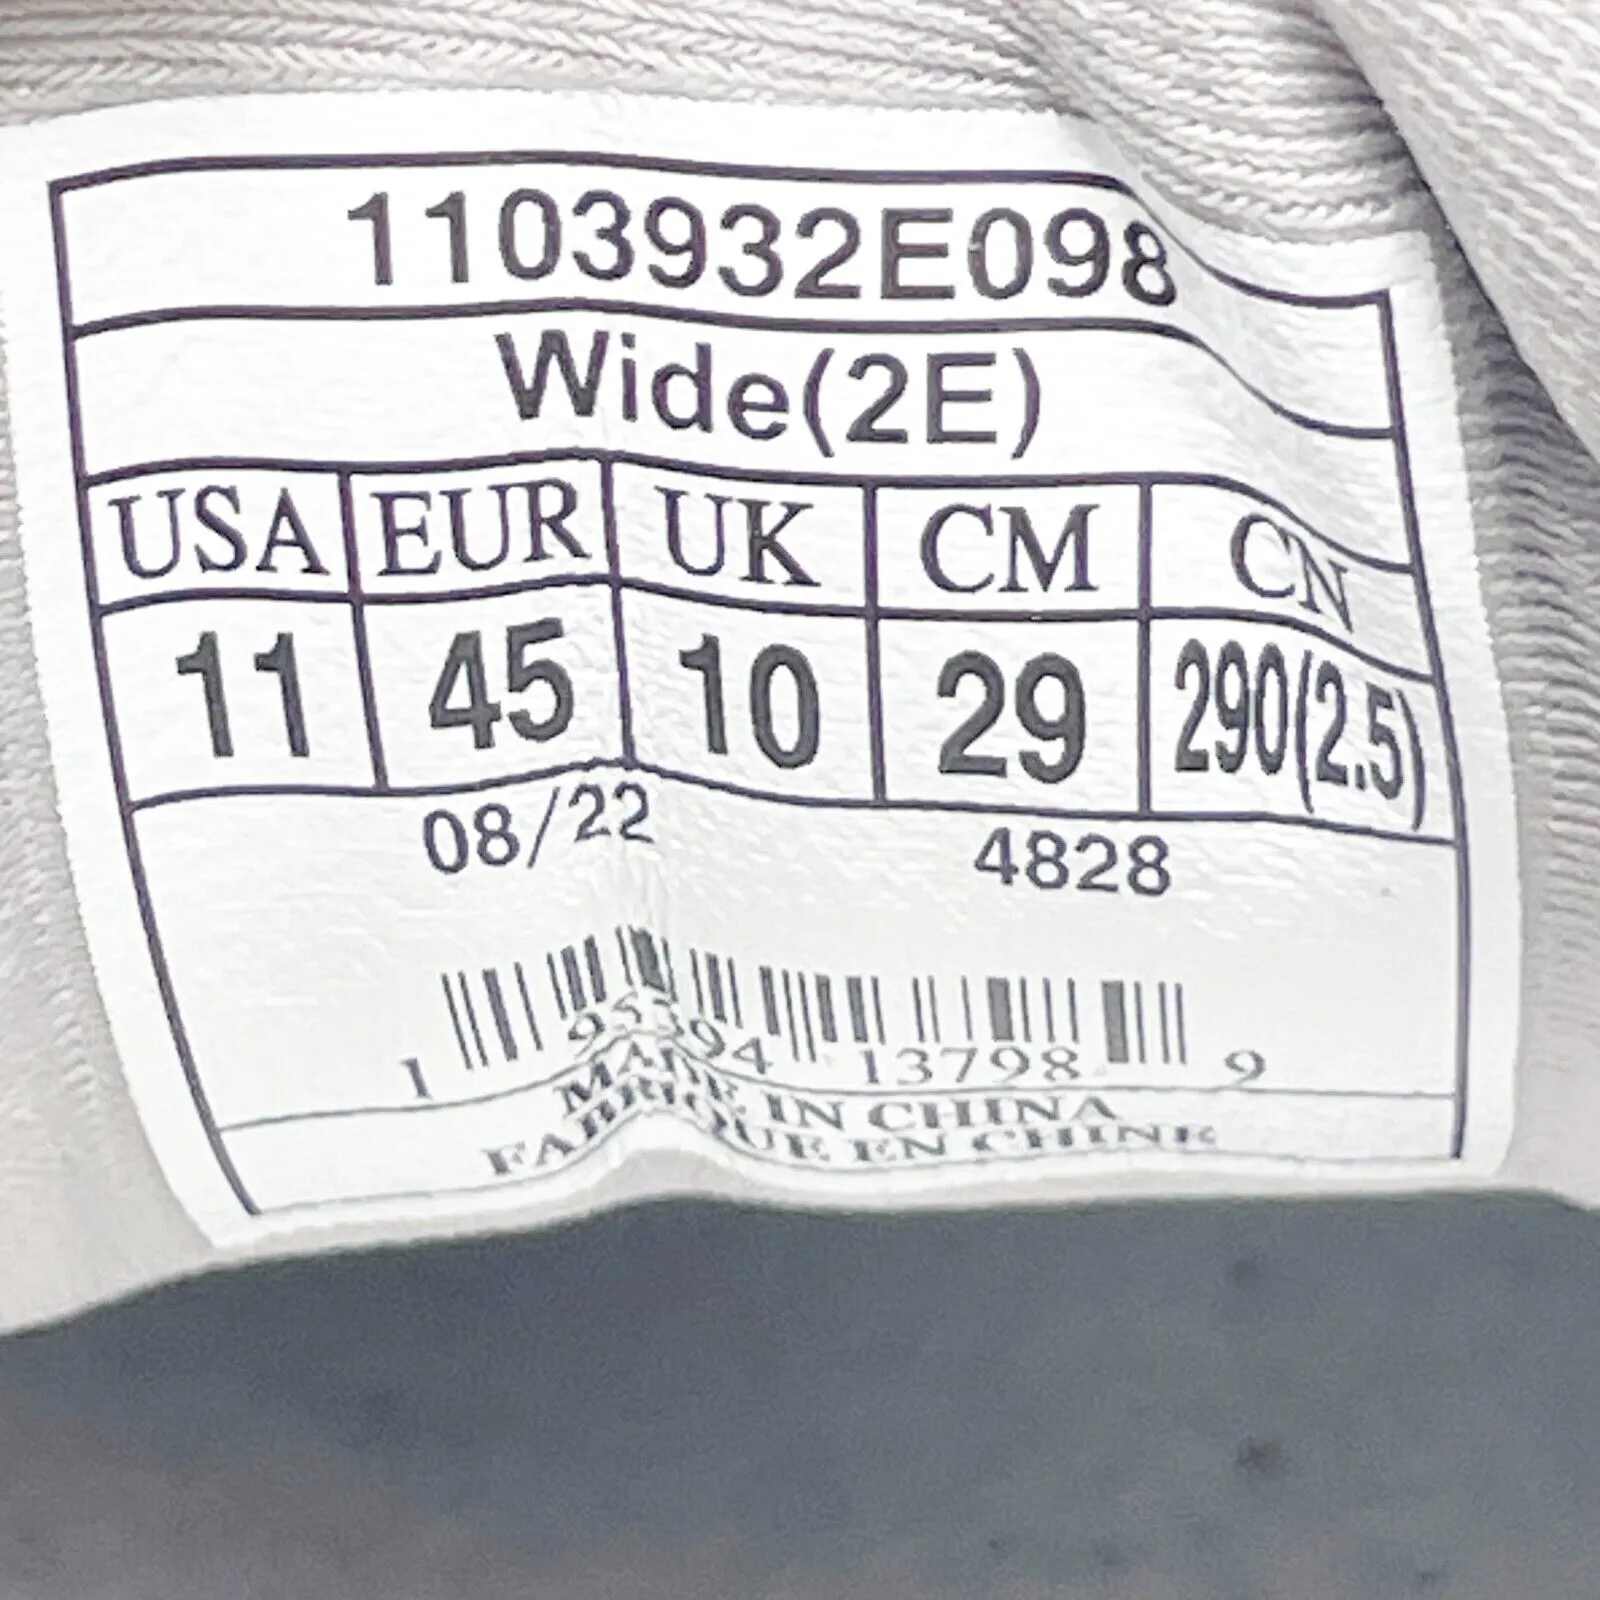 1103932E098
Wide(2E)
USA EUR UK CM CN
11 45 10 29 290(2.5)
08/22 4828
1 95394 13798 9
MADE IN CHINA
FABRIQUE EN CHINE